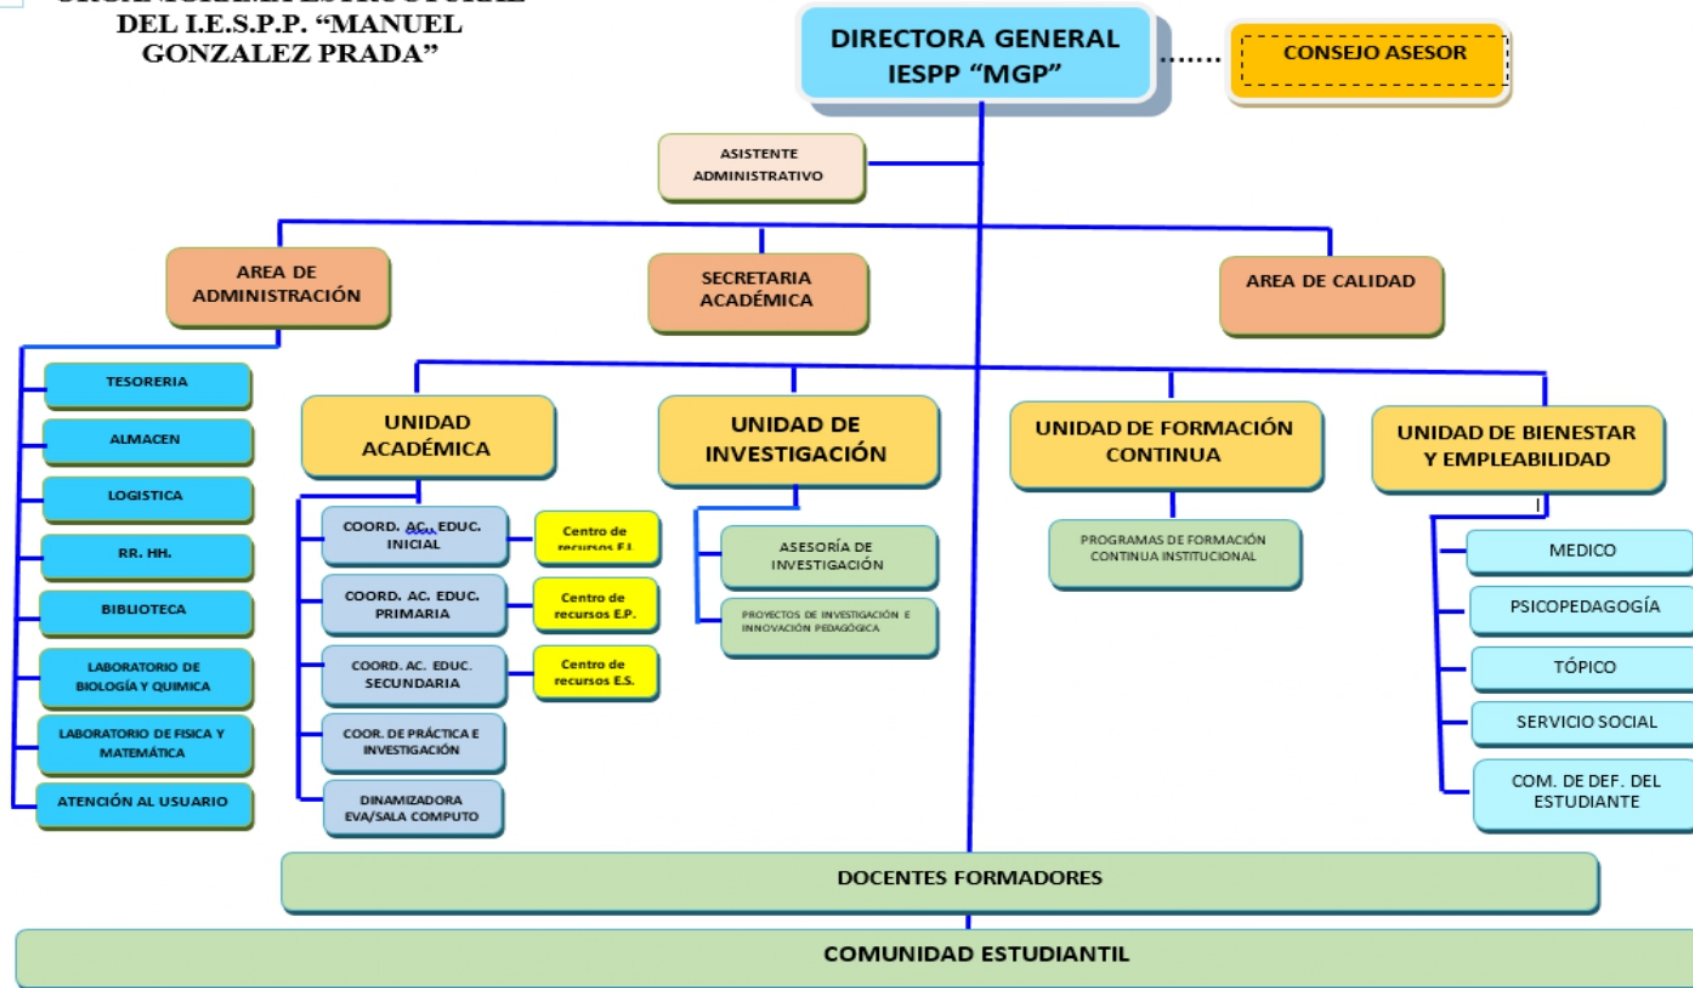 ORGANIGRAMA ESTRUCTURAL
DEL I.E.S.P.P. “MANUEL
GONZALEZ PRADA”
DIRECTORA GENERAL
IESPP “MGP”
CONSEJO ASESOR
ASISTENTE
ADMINISTRATIVO
AREA DE
ADMINISTRACIÓN
SECRETARIA
ACADÉMICA
AREA DE CALIDAD
TESORERIA
ALMACEN
LOGISTICA
RR. HH.
BIBLIOTECA
LABORATORIO DE
BIOLOGÍA Y QUIMICA
LABORATORIO DE FISICA Y
MATEMÁTICA
ATENCIÓN AL USUARIO
UNIDAD
ACADÉMICA
COORD. AC. EDUC.
INICIAL
Centro de
recursos E.I.
COORD. AC. EDUC.
PRIMARIA
Centro de
recursos E.P.
COORD. AC. EDUC.
SECUNDARIA
Centro de
recursos E.S.
COOR. DE PRÁCTICA E
INVESTIGACIÓN
DINAMIZADORA
EVA/SALA COMPUTO
UNIDAD DE
INVESTIGACIÓN
ASESORÍA DE
INVESTIGACIÓN
PROYECTOS DE INVESTIGACIÓN E
INNOVACIÓN PEDAGÓGICA
UNIDAD DE FORMACIÓN
CONTINUA
PROGRAMAS DE FORMACIÓN
CONTINUA INSTITUCIONAL
UNIDAD DE BIENESTAR
Y EMPLEABILIDAD
MEDICO
PSICOPEDAGOGÍA
TÓPICO
SERVICIO SOCIAL
COM. DE DEF. DEL
ESTUDIANTE
DOCENTES FORMADORES
COMUNIDAD ESTUDIANTIL